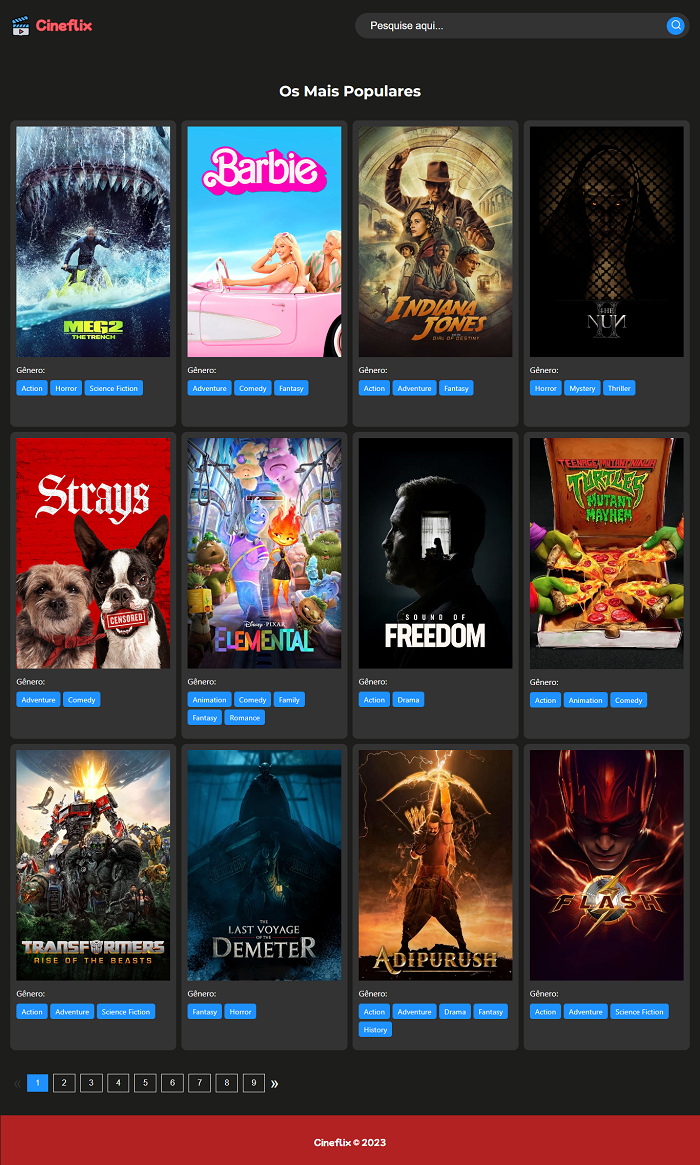 Cineflix
Pesquise aqui...
Os Mais Populares
MEG2
THE TRENCH
Barbie
INDIANA JONES
AND THE
DIAL OF DESTINY
THE
NUN
II
Gênero:
Action Horror Science Fiction
Gênero:
Adventure Comedy Fantasy
Gênero:
Action Adventure Fantasy
Gênero:
Horror Mystery Thriller
Strays
CENSORED
Disney · PIXAR
ELEMENTAL
SOUND OF
FREEDOM
TEENAGE MUTANT NINJA
TURTLES
MUTANT
MAYHEM
Gênero:
Adventure Comedy
Gênero:
Animation Comedy Family
Fantasy Romance
Gênero:
Action Drama
Gênero:
Action Animation Comedy
TRANSFORMERS
RISE OF THE BEASTS
THE
LAST VOYAGE
OF THE
DEMETER
ADIPURUSH
FLASH
Gênero:
Action Adventure Science Fiction
Gênero:
Fantasy Horror
Gênero:
Action Adventure Drama Fantasy
History
Gênero:
Action Adventure Science Fiction
« 1 2 3 4 5 6 7 8 9 »
Cineflix © 2023